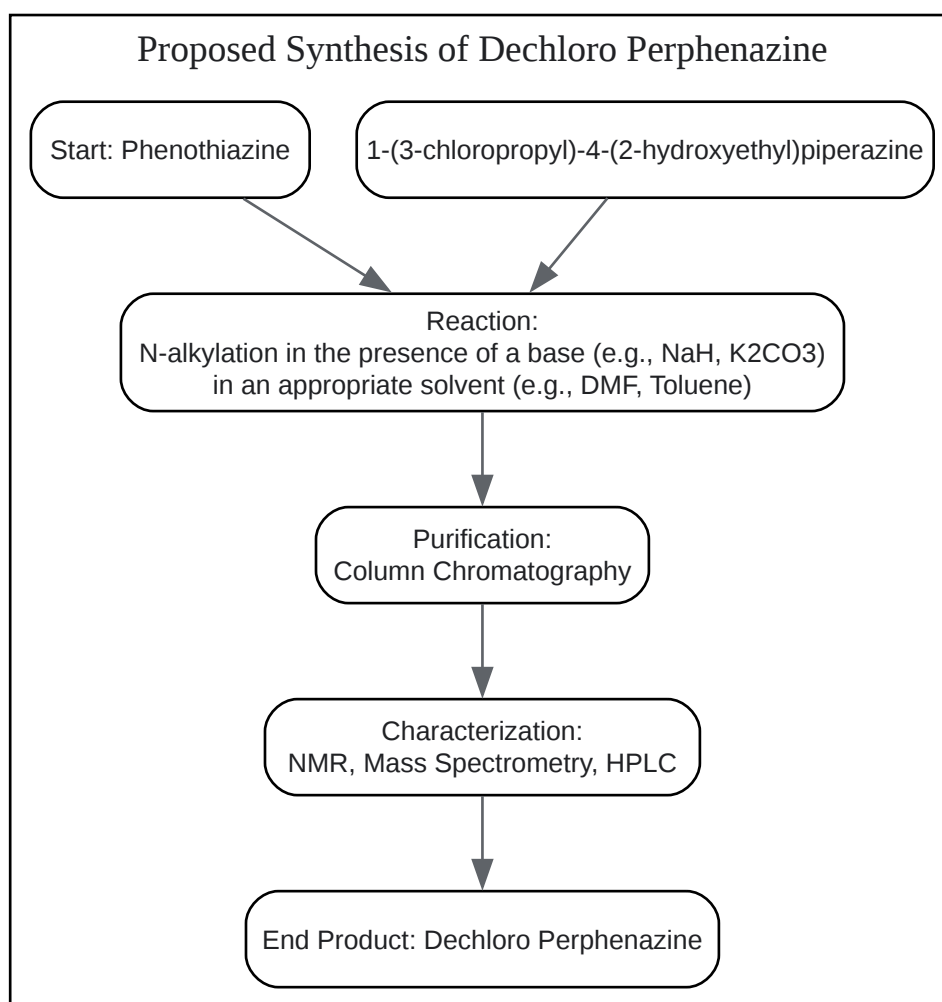 Proposed Synthesis of Dechloro Perphenazine
Start: Phenothiazine
1-(3-chloropropyl)-4-(2-hydroxyethyl)piperazine
Reaction:
N-alkylation in the presence of a base (e.g., NaH, K2CO3)
in an appropriate solvent (e.g., DMF, Toluene)
Purification:
Column Chromatography
Characterization:
NMR, Mass Spectrometry, HPLC
End Product: Dechloro Perphenazine